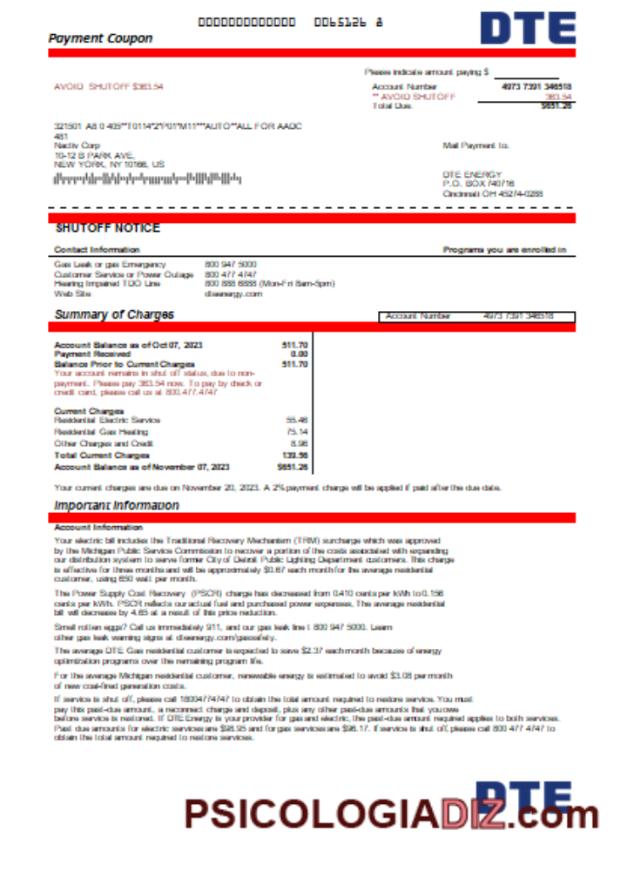 0065126 8
DTE
Payment Coupon
Please indicate amount paying $
AVOID SHUTOFF $363.54
Account Number 4973 7391 346518
** AVOID SHUTOFF 363.54
Total Due: $651.26
321501 A8 0 405**T0114*2*P01*M11***AUTO**ALL FOR AADC
481
Nactiv Corp
10-12 B PARK AVE,
NEW YORK, NY 10166, US
Mail Payment to.
DTE ENERGY
P.O. BOX 740716
Cincinnati OH 45274-0288
SHUTOFF NOTICE
Contact Information Programs you are enrolled in
Gas Leak or gas Emergency 800 947 5000
Customer Service or Power Outage 800 477 4747
Hearing Impaired TDO Line 800 888 6888 (Mon-Fri 8am-5pm)
Web Site dteenergy.com
Summary of Charges
Account Number 4973 7391 346518
Account Balance as of Oct 07, 2023 511.70
Payment Received 0.00
Balance Prior to Current Charges 511.70
Your account remains in shut off status, due to non-
payment. Please pay 363.54 now. To pay by check or
credit card, please call us at 800.477.4747
Current Charges
Residential Electric Service 55.46
Residential Gas Heating 75.14
Other Charges and Credit 8.96
Total Current Charges 139.56
Account Balance as of November 07, 2023 $651.26
Your current charges are due on November 20, 2023. A 2% payment charge will be applied if paid after the due date.
Important Information
Account Information
Your electric bill includes the Traditional Recovery Mechanism (TRM) surcharge which was approved
by the Michigan Public Service Commission to recover a portion of the costs associated with expanding
our distribution system to serve former City of Detroit Public Lighting Department customers. This charge
is effective for three months and will be approximately $0.67 each month for the average residential
customer, using 650 watt per month.
The Power Supply Cost Recovery (PSCR) charge has decreased from 0.410 cents per kWh to 0.156
cents per kWh. PSCR reflects our actual fuel and purchased power expenses. The average residential
bill will decrease by 4.65 at a result of this price reduction.
Smell rotten eggs? Call us immediately 911, and our gas leak line t 800 947 5000. Learn
other gas leak warning signs at dteenergy.com/gassafety.
The average DTE Gas residential customer is expected to save $2.37 each month because of energy
optimization programs over the remaining program life.
For the average Michigan residential customer, renewable energy is estimated to avoid $3.08 per month
of new coal-fired generation costs.
If service is shut off, please call 18004774747 to obtain the total amount required to restore service. You must
pay this past-due amount, a reconnect charge and deposit, plus any other past-due amounts that you owe
before service is restored. If DTE Energy is your provider for gas and electric, the past-due amount required applies to both services.
Past due amounts for electric services are $98.95 and for gas services are $96.17. If service is shut off, please call 800 477 4747 to
obtain the total amount required to restore services.
DTE
PSICOLOGIADIZ.com